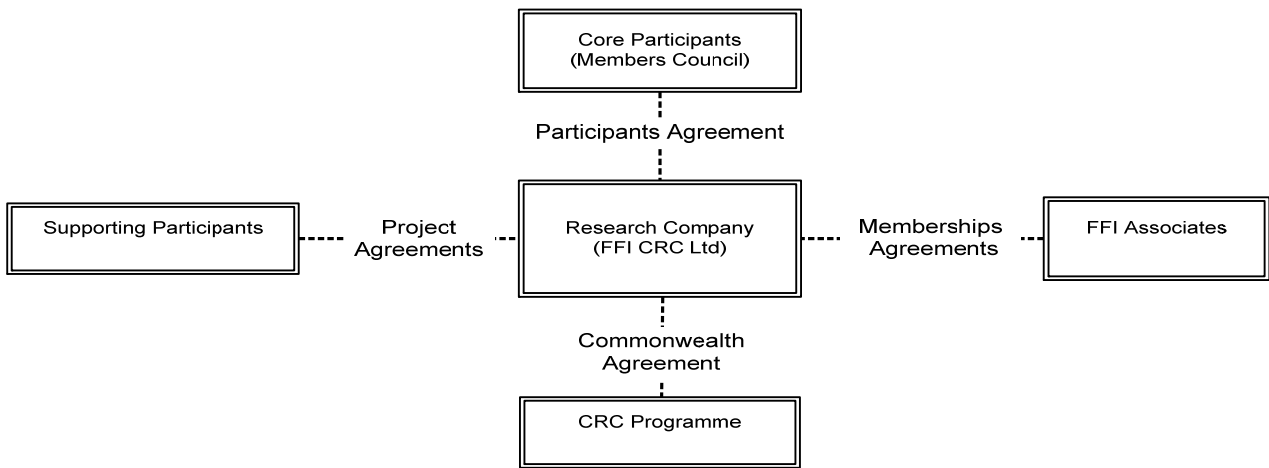 Core Participants
(Members Council)
Participants Agreement
Supporting Participants
Project
Agreements
Research Company
(FFI CRC Ltd)
Memberships
Agreements
FFI Associates
Commonwealth
Agreement
CRC Programme